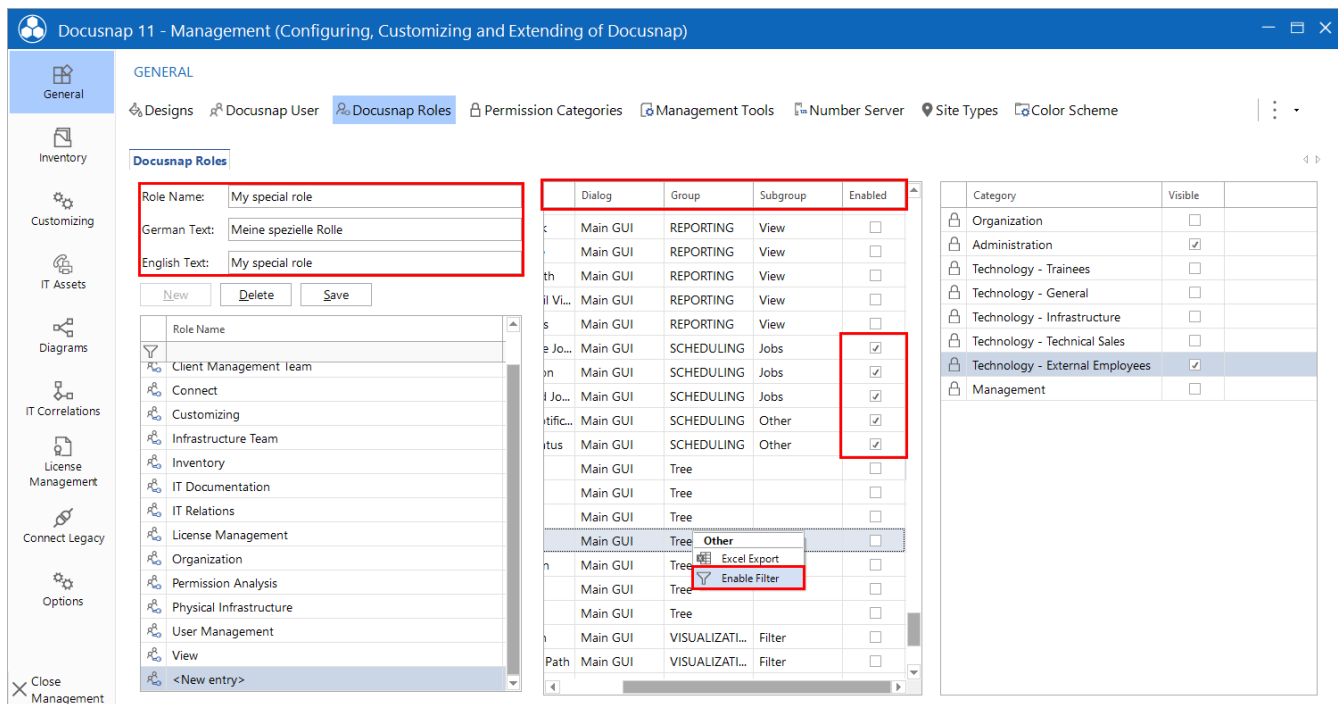 Docusnap 11 - Management (Configuring, Customizing and Extending of Docusnap)
General
Inventory
Customizing
IT Assets
Diagrams
IT Correlations
License
Management
Connect Legacy
Options
Close
Management
GENERAL
Designs Docusnap User Docusnap Roles Permission Categories Management Tools Number Server Site Types Color Scheme
Docusnap Roles
Role Name: My special role
German Text: Meine spezielle Rolle
English Text: My special role
New Delete Save
Role Name
Client Management Team
Connect
Customizing
Infrastructure Team
Inventory
IT Documentation
IT Relations
License Management
Organization
Permission Analysis
Physical Infrastructure
User Management
View
<New entry>
Dialog Group Subgroup Enabled
Main GUI REPORTING View
Main GUI REPORTING View
th Main GUI REPORTING View
il Vi... Main GUI REPORTING View
s Main GUI REPORTING View
e Jo... Main GUI SCHEDULING Jobs
on Main GUI SCHEDULING Jobs
d Jo... Main GUI SCHEDULING Jobs
otific... Main GUI SCHEDULING Other
atus Main GUI SCHEDULING Other
Main GUI Tree
Main GUI Tree
Main GUI Tree
Main GUI Tree
n Main GUI Tree
Main GUI Tree
Main GUI Tree
Main GUI VISUALIZATI... Filter
Path Main GUI VISUALIZATI... Filter
Other
Excel Export
Enable Filter
Category Visible
Organization
Administration
Technology - Trainees
Technology - General
Technology - Infrastructure
Technology - Technical Sales
Technology - External Employees
Management